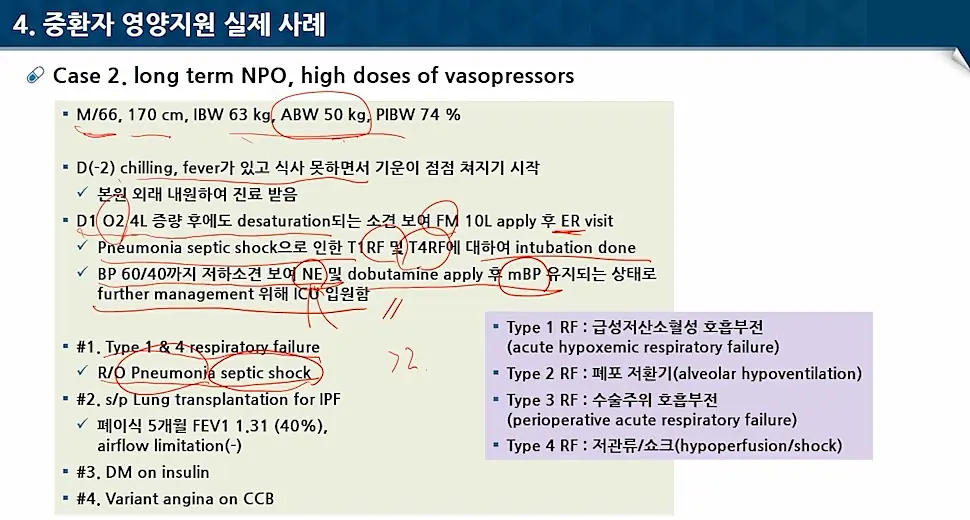 4. 중환자 영양지원 실제 사례
Case 2. long term NPO, high doses of vasopressors
▪ M/66, 170 cm, IBW 63 kg, ABW 50 kg, PIBW 74 %
▪ D(-2) chilling, fever가 있고 식사 못하면서 기운이 점점 쳐지기 시작
✓ 본원 외래 내원하여 진료 받음
▪ D1 O2 4L 증량 후에도 desaturation되는 소견 보여 FM 10L apply 후 ER visit
✓ Pneumonia septic shock으로 인한 T1RF 및 T4RF에 대하여 intubation done
✓ BP 60/40까지 저하소견 보여 NE 및 dobutamine apply 후 mBP 유지되는 상태로
further management 위해 ICU 입원함
▪ #1. Type 1 & 4 respiratory failure
✓ R/O Pneumonia septic shock
▪ #2. s/p Lung transplantation for IPF
✓ 페이식 5개월 FEV1 1.31 (40%),
airflow limitation(-)
▪ #3. DM on insulin
▪ #4. Variant angina on CCB
▪ Type 1 RF : 급성저산소혈성 호흡부전
(acute hypoxemic respiratory failure)
▪ Type 2 RF : 폐포 저환기(alveolar hypoventilation)
▪ Type 3 RF : 수술주위 호흡부전
(perioperative acute respiratory failure)
▪ Type 4 RF : 저관류/쇼크(hypoperfusion/shock)